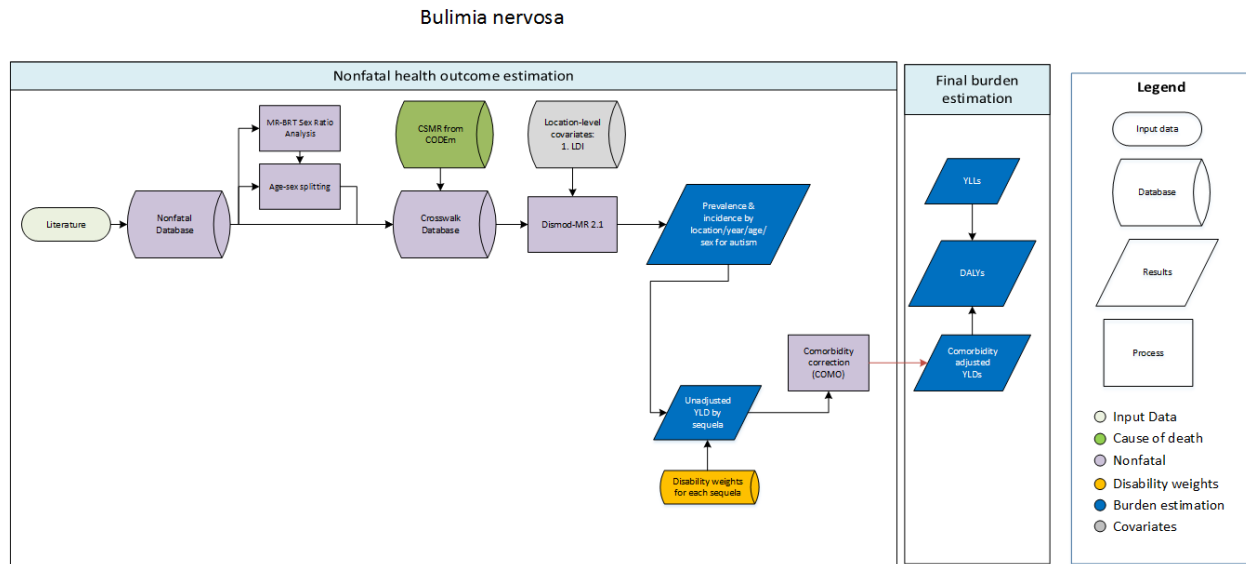 Bulimia nervosa
Nonfatal health outcome estimation
MR-BRT Sex Ratio
Analysis
Age-sex splitting
CSMR from
CODEm
Location-level
covariates:
1. LDI
Literature
Nonfatal
Database
Crosswalk
Database
Dismod-MR 2.1
Prevalence &
incidence by
location/year/age/
sex for autism
Comorbidity
correction
(COMO)
Unadjusted
YLD by
sequela
Disability weights
for each sequela
Final burden
estimation
YLLs
DALYs
Comorbidity
adjusted
YLDs
Legend
Input data
Database
Results
Process
Input Data
Cause of death
Nonfatal
Disability weights
Burden estimation
Covariates